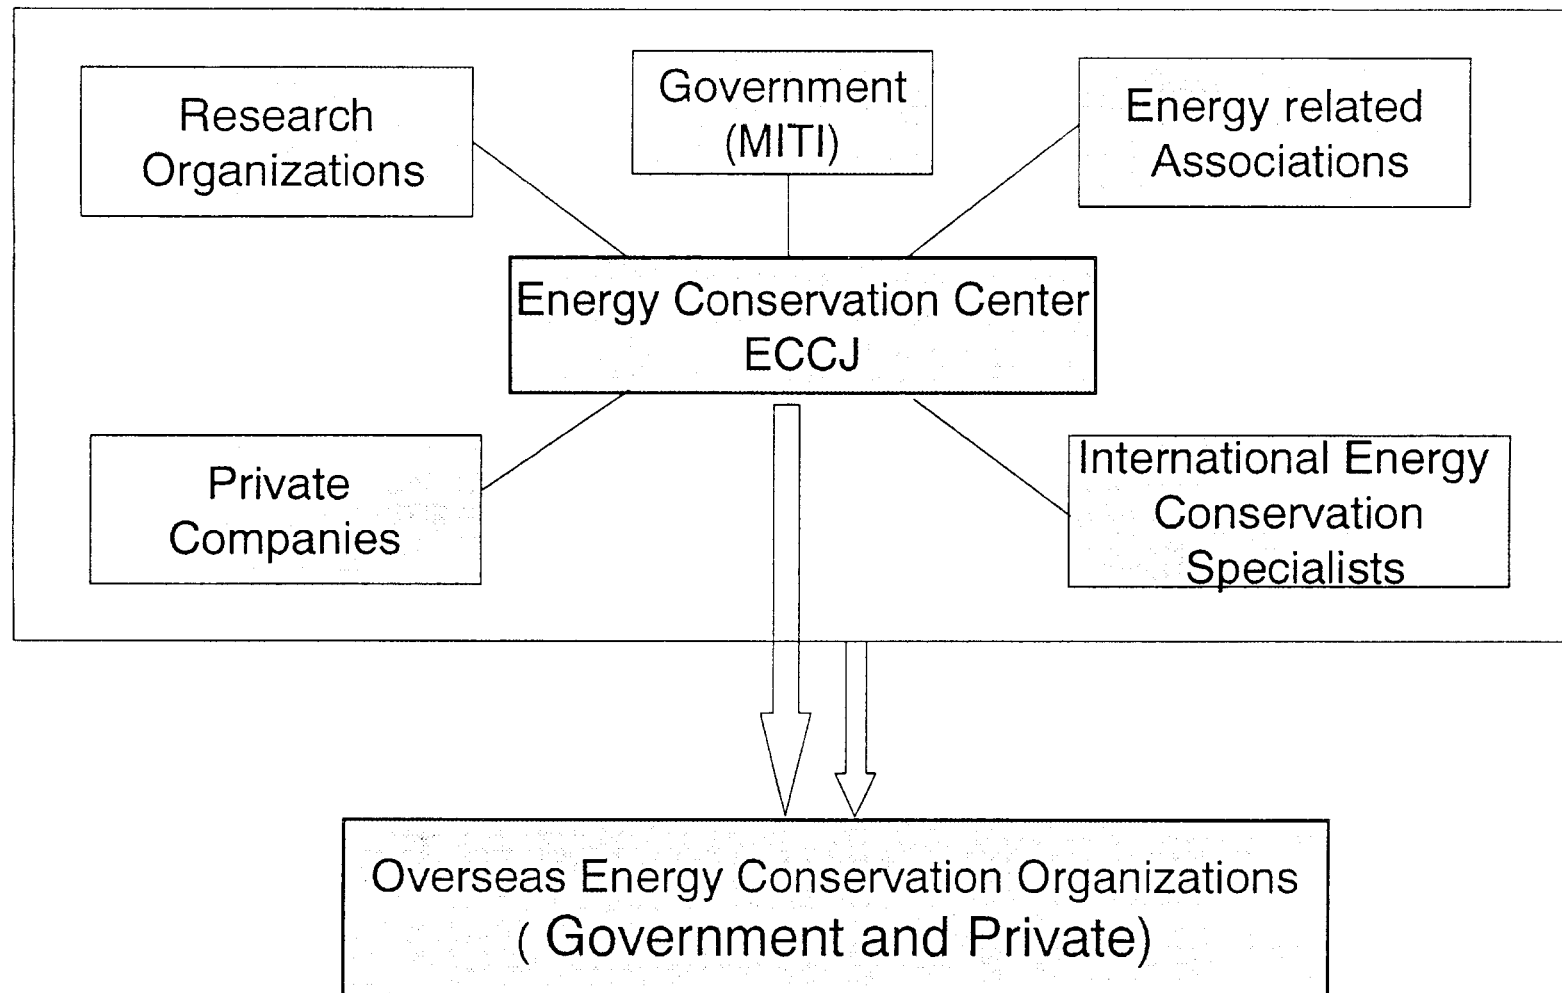 Research
Organizations
Government
(MITI)
Energy related
Associations
Energy Conservation Center
ECCJ
Private
Companies
International Energy
Conservation
Specialists
Overseas Energy Conservation Organizations
( Government and Private)